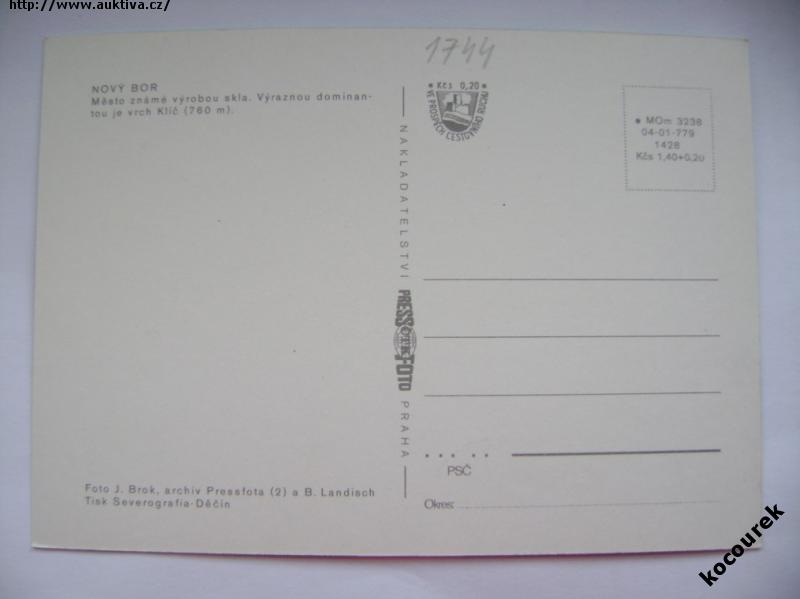 http://www.auktiva.cz/
1744
NOVÝ BOR
Město známé výrobou skla. Výraznou dominan-
tou je vrch Klíč (760 m).
• Kčs 0,20 •
VE PROSPĚCH CESTOVNÍHO RUCHU
• MOm 3238
04-01-779
1428
Kčs 1,40+0,20
NAKLADATELSTVÍ
PRESSFOTO
ČTK
PRAHA
PSČ
Okres:
Foto J. Brok, archiv Pressfota (2) a B. Landisch
Tisk Severografia-Děčín
kocourek